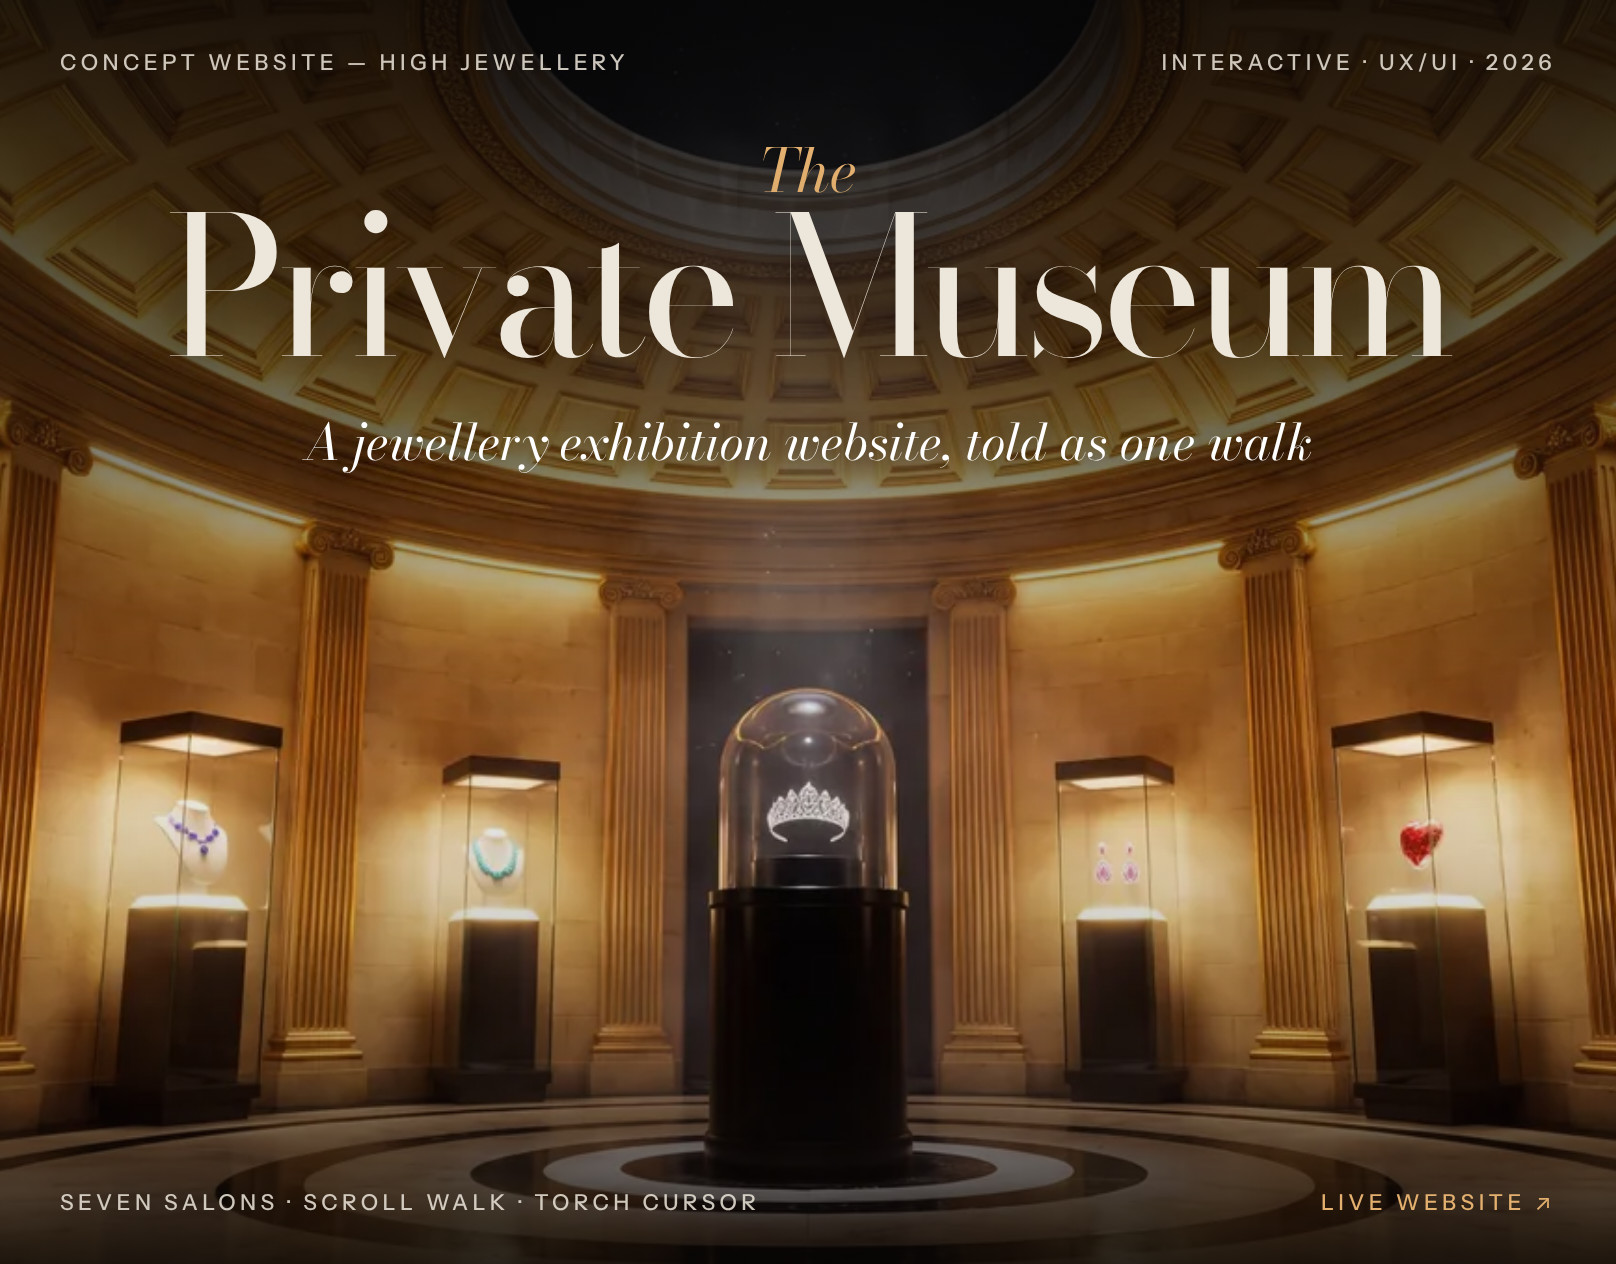 CONCEPT WEBSITE — HIGH JEWELLERY
INTERACTIVE · UX/UI · 2026
The
Private Museum
A jewellery exhibition website, told as one walk
SEVEN SALONS · SCROLL WALK · TORCH CURSOR
LIVE WEBSITE ↗